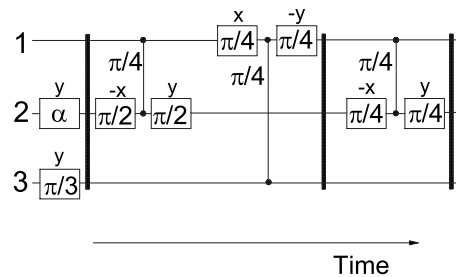 x -y
1 π/4 π/4
π/4 π/4 π/4
y -x y -x y
2 α π/2 π/2 π/4 π/4
y
3 π/3
Time